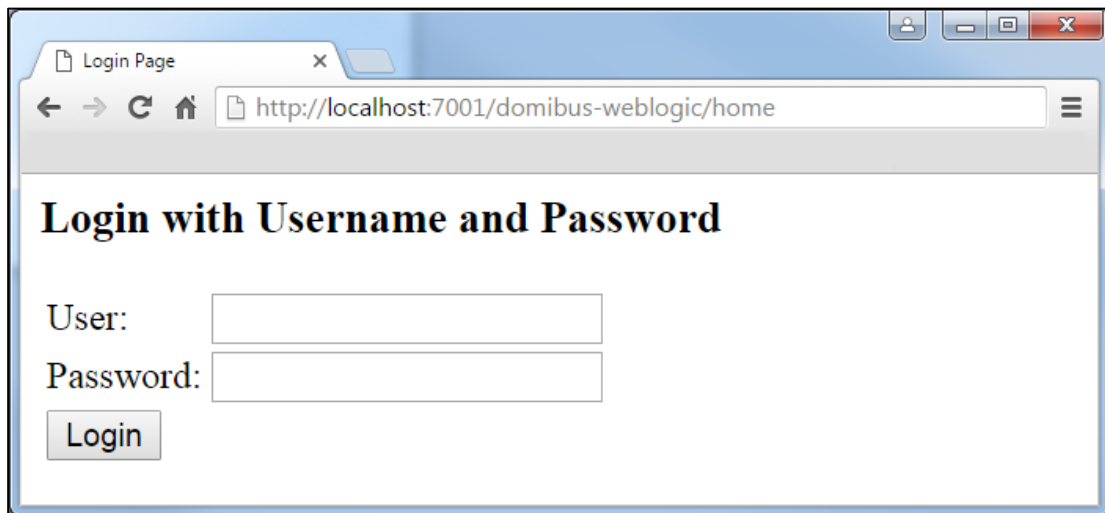 Login Page
http://localhost:7001/domibus-weblogic/home
Login with Username and Password
User:
Password:
Login